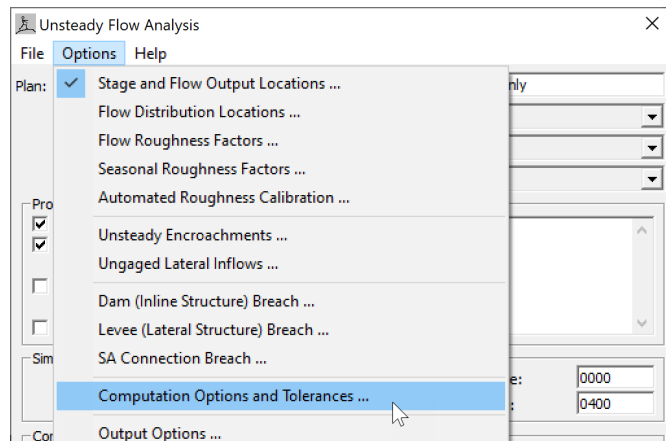 Unsteady Flow Analysis
File Options Help
Plan: nly
Stage and Flow Output Locations ...
Flow Distribution Locations ...
Flow Roughness Factors ...
Seasonal Roughness Factors ...
Automated Roughness Calibration ...
Pro
Unsteady Encroachments ...
Ungaged Lateral Inflows ...
Dam (Inline Structure) Breach ...
Levee (Lateral Structure) Breach ...
SA Connection Breach ...
Sim
e: 0000
Computation Options and Tolerances ...
: 0400
Output Options ...
Cor